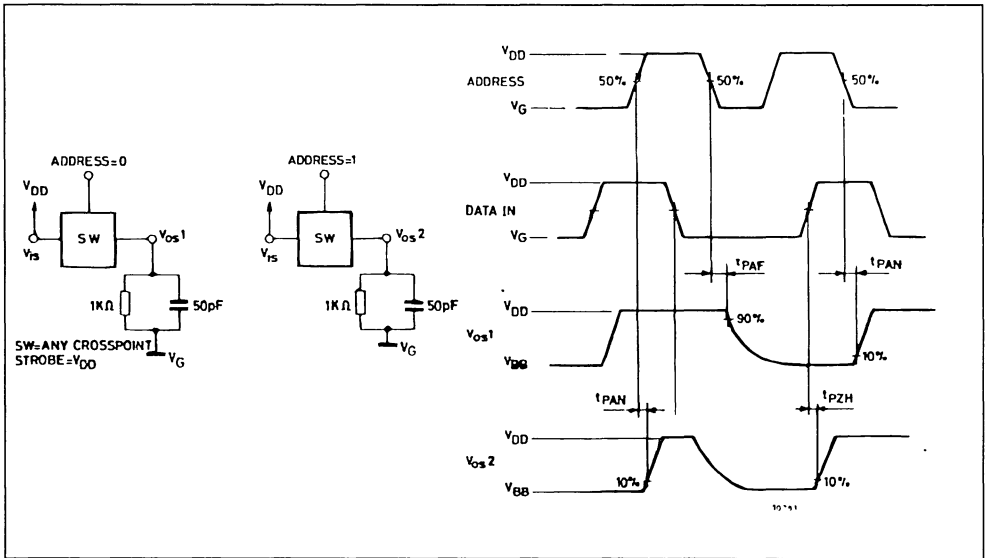 ADDRESS=0
VDD
SW
Vrs
Vos1
1KΩ
50pF
VG
SW=ANY CROSSPOINT
STROBE=VDD
ADDRESS=1
VDD
SW
Vrs
Vos2
1KΩ
50pF
VG
VDD
ADDRESS
50%
50%
50%
VG
VDD
DATA IN
VG
tPAF
tPAN
VDD
90%
Vos1
10%
VBB
tPAN
tPZH
VDD
Vos2
10%
10%
VBB